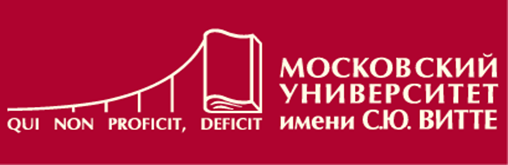 QUI NON PROFICIT, DEFICIT
МОСКОВСКИЙ
УНИВЕРСИТЕТ
имени С.Ю. ВИТТЕ